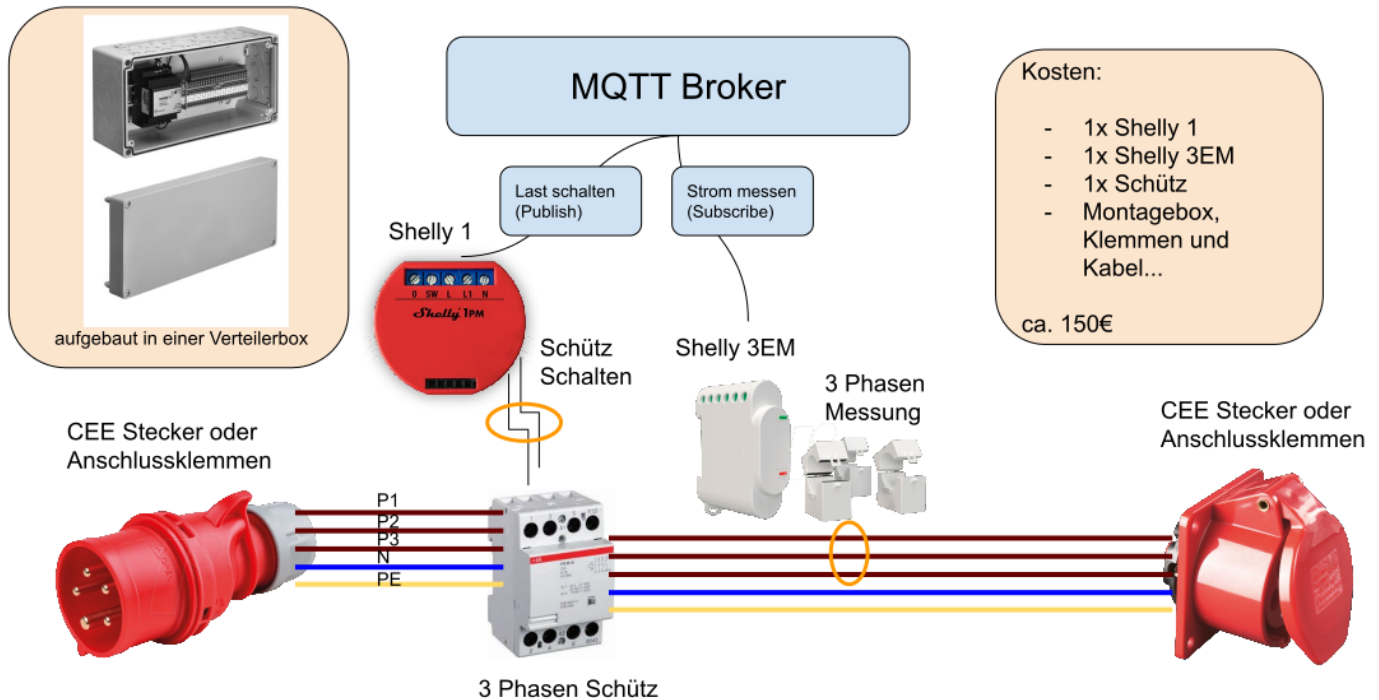 MQTT Broker
Kosten:
- 1x Shelly 1
- 1x Shelly 3EM
- 1x Schütz
- Montagebox,
Klemmen und
Kabel...
ca. 150€
aufgebaut in einer Verteilerbox
Last schalten
(Publish)
Strom messen
(Subscribe)
Shelly 1
0 SW L L1 N
Shelly 1PM
Schütz
Schalten
Shelly 3EM
3 Phasen
Messung
CEE Stecker oder
Anschlussklemmen
CEE Stecker oder
Anschlussklemmen
P1
P2
P3
N
PE
3 Phasen Schütz